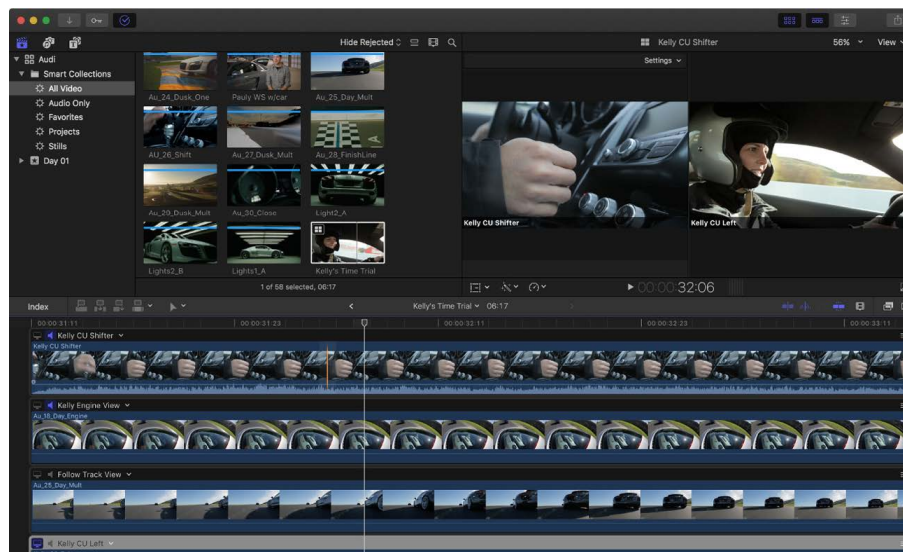 Hide Rejected
Kelly CU Shifter
56%
View
Audi
Smart Collections
All Video
Audio Only
Favorites
Projects
Stills
Day 01
Settings
Au_24_Dusk_One
Pauly WS w/car
Au_25_Day_Mult
AU_26_Shift
Au_27_Dusk_Mult
Au_28_FinishLine
Au_29_Dusk_Mult
Au_30_Close
Light2_A
Lights2_B
Lights1_A
Kelly's Time Trial
Kelly CU Shifter
Kelly CU Left
1 of 58 selected, 06:17
00:00:32:06
Index
Kelly's Time Trial
06:17
00:00:31:11
00:00:31:23
00:00:32:11
00:00:32:23
00:00:33:11
Kelly CU Shifter
Kelly CU Shifter
Kelly Engine View
Au_18_Day_Engine
Follow Track View
Au_25_Day_Mult
Kelly CU Left